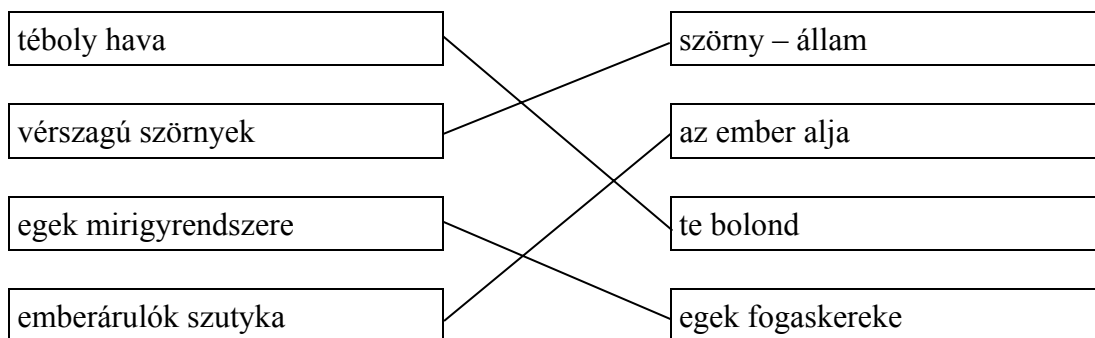 téboly hava
szörny – állam
vérszagú szörnyek
az ember alja
egek mirigyrendszere
te bolond
emberárulók szutyka
egek fogaskereke